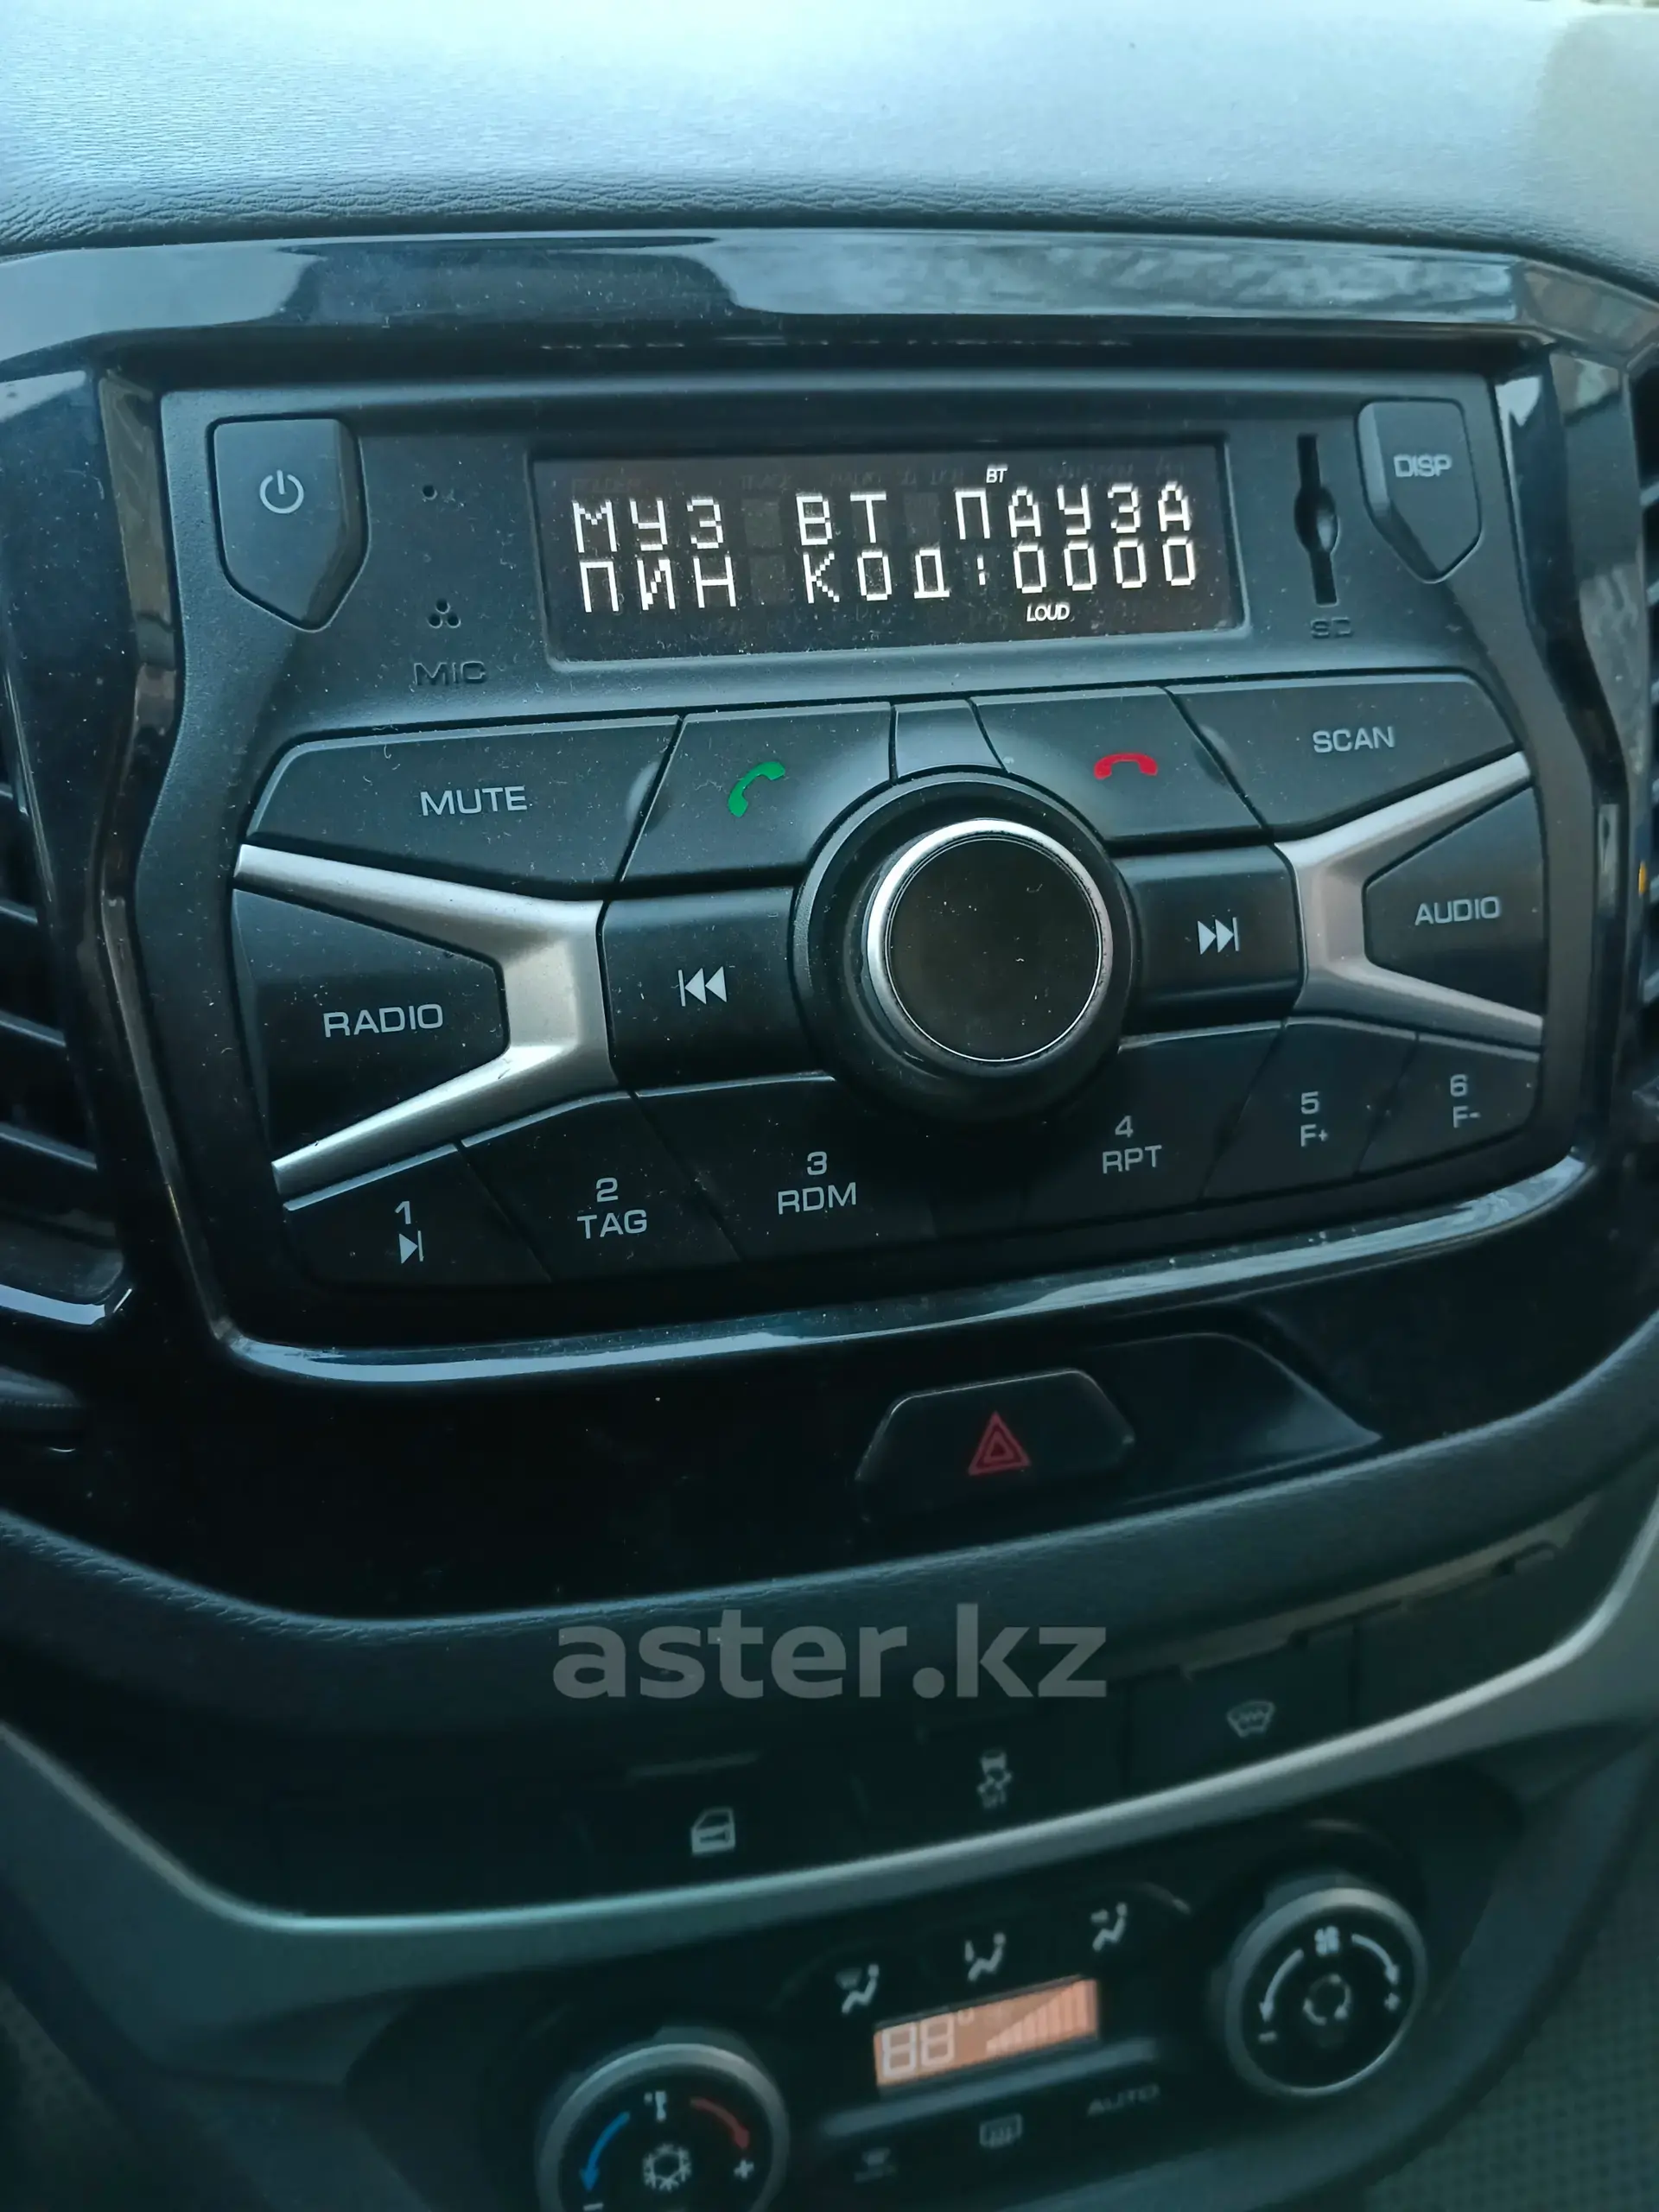 DISP
BT
МУЗ ВТ ПАУЗА
ПИН КОД:0000
LOUD
SD
MIC
MUTE
SCAN
RADIO
AUDIO
1
2
TAG
3
RDM
4
RPT
5
F+
6
F-
aster.kz
OFF
88°
AUTO